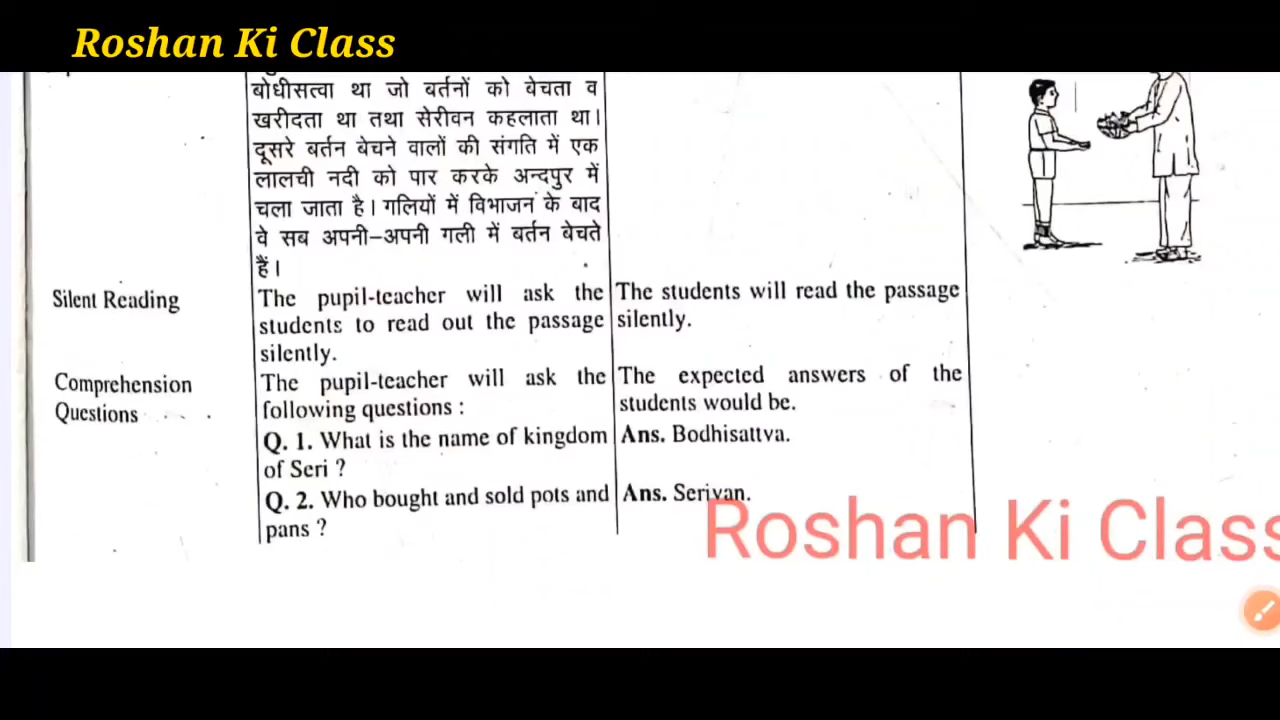 Roshan Ki Class
बोधीसत्वा था जो बर्तनों को बेचता व
खरीदता था तथा सेरीवन कहलाता था।
दूसरे बर्तन बेचने वालों की संगति में एक
लालची नदी को पार करके अन्दपुर में
चला जाता है। गलियों में विभाजन के बाद
वे सब अपनी-अपनी गली में बर्तन बेचते
हैं।
Silent Reading
The pupil-teacher will ask the
students to read out the passage
silently.
The students will read the passage
silently.
Comprehension
Questions
The pupil-teacher will ask the
following questions :
The expected answers of the
students would be.
Q. 1. What is the name of kingdom
of Seri ?
Ans. Bodhisattva.
Q. 2. Who bought and sold pots and
pans ?
Ans. Serivan.
Roshan Ki Class